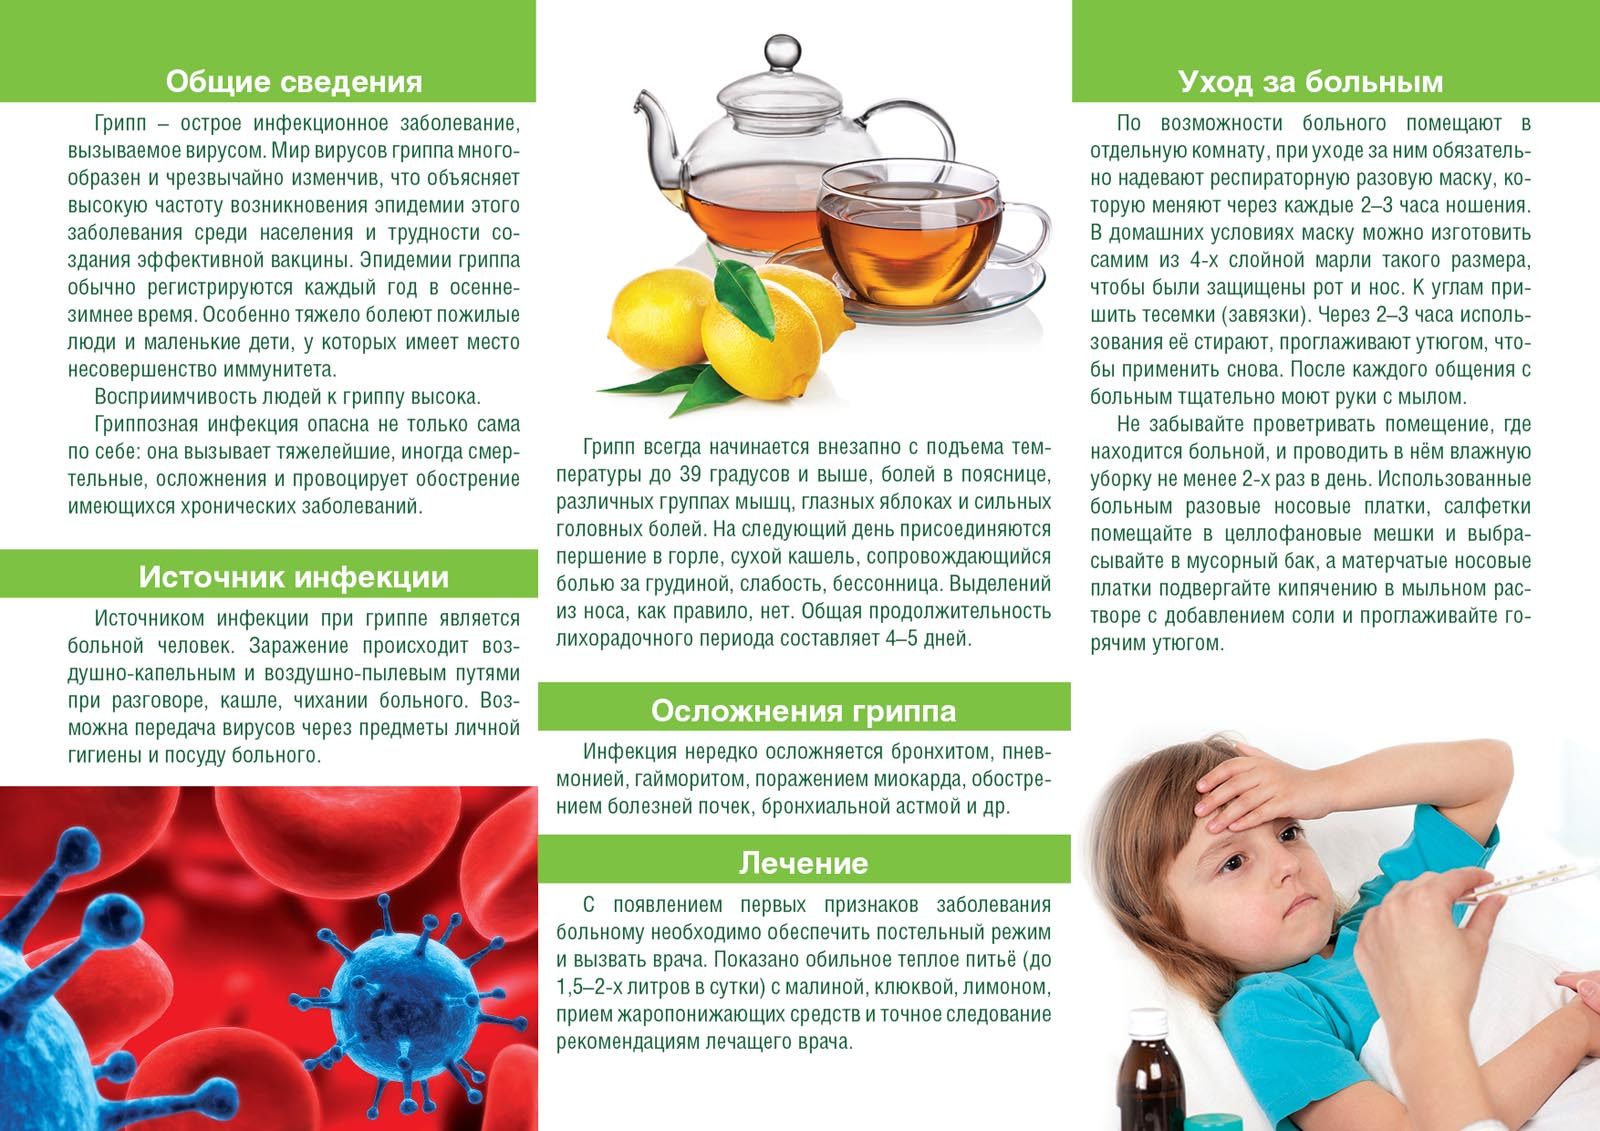 Общие сведения
Грипп – острое инфекционное заболевание,
вызываемое вирусом. Мир вирусов гриппа много-
образен и чрезвычайно изменчив, что объясняет
высокую частоту возникновения эпидемии этого
заболевания среди населения и трудности со-
здания эффективной вакцины. Эпидемии гриппа
обычно регистрируются каждый год в осенне-
зимнее время. Особенно тяжело болеют пожилые
люди и маленькие дети, у которых имеет место
несовершенство иммунитета.
Восприимчивость людей к гриппу высока.
Гриппозная инфекция опасна не только сама
по себе: она вызывает тяжелейшие, иногда смер-
тельные, осложнения и провоцирует обострение
имеющихся хронических заболеваний.
Источник инфекции
Источником инфекции при гриппе является
больной человек. Заражение происходит воз-
душно-капельным и воздушно-пылевым путями
при разговоре, кашле, чихании больного. Воз-
можна передача вирусов через предметы личной
гигиены и посуду больного.
Грипп всегда начинается внезапно с подъема тем-
пературы до 39 градусов и выше, болей в пояснице,
различных группах мышц, глазных яблоках и сильных
головных болей. На следующий день присоединяются
першение в горле, сухой кашель, сопровождающийся
болью за грудиной, слабость, бессонница. Выделений
из носа, как правило, нет. Общая продолжительность
лихорадочного периода составляет 4–5 дней.
Осложнения гриппа
Инфекция нередко осложняется бронхитом, пнев-
монией, гайморитом, поражением миокарда, обостре-
нием болезней почек, бронхиальной астмой и др.
Лечение
С появлением первых признаков заболевания
больному необходимо обеспечить постельный режим
и вызвать врача. Показано обильное теплое питьё (до
1,5–2-х литров в сутки) с малиной, клюквой, лимоном,
прием жаропонижающих средств и точное следование
рекомендациям лечащего врача.
Уход за больным
По возможности больного помещают в
отдельную комнату, при уходе за ним обязатель-
но надевают респираторную разовую маску, ко-
торую меняют через каждые 2–3 часа ношения.
В домашних условиях маску можно изготовить
самим из 4-х слойной марли такого размера,
чтобы были защищены рот и нос. К углам при-
шить тесемки (завязки). Через 2–3 часа исполь-
зования её стирают, проглаживают утюгом, что-
бы применить снова. После каждого общения с
больным тщательно моют руки с мылом.
Не забывайте проветривать помещение, где
находится больной, и проводить в нём влажную
уборку не менее 2-х раз в день. Использованные
больным разовые носовые платки, салфетки
помещайте в целлофановые мешки и выбра-
сывайте в мусорный бак, а матерчатые носовые
платки подвергайте кипячению в мыльном рас-
творе с добавлением соли и проглаживайте го-
рячим утюгом.